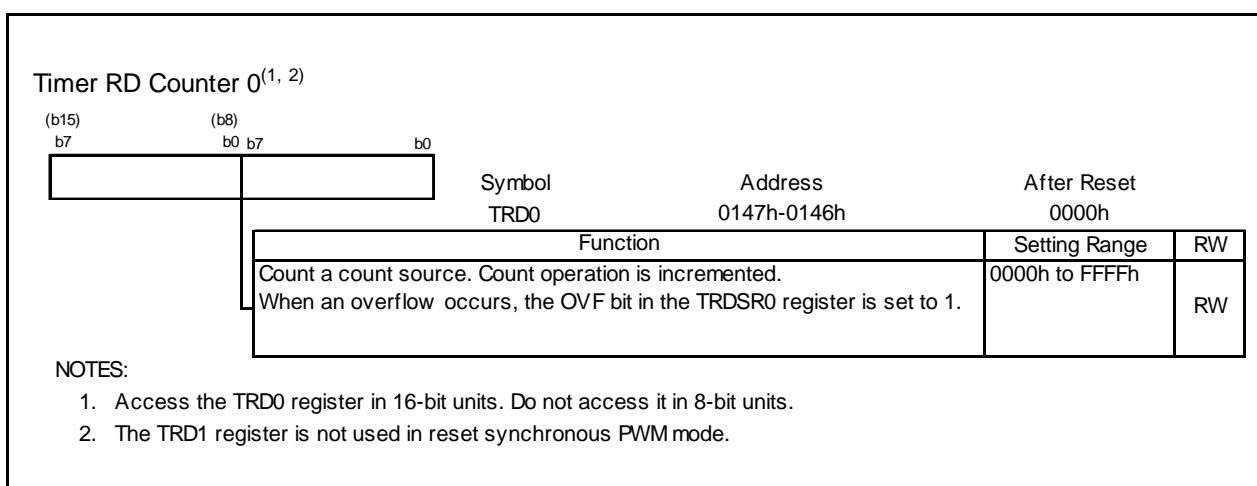 Timer RD Counter 0(1, 2)
(b15) (b8)
b7 b0 b7 b0
Symbol Address After Reset
TRD0 0147h-0146h 0000h
Function Setting Range RW
Count a count source. Count operation is incremented. 0000h to FFFFh
When an overflow occurs, the OVF bit in the TRDSR0 register is set to 1. RW
NOTES:
1. Access the TRD0 register in 16-bit units. Do not access it in 8-bit units.
2. The TRD1 register is not used in reset synchronous PWM mode.